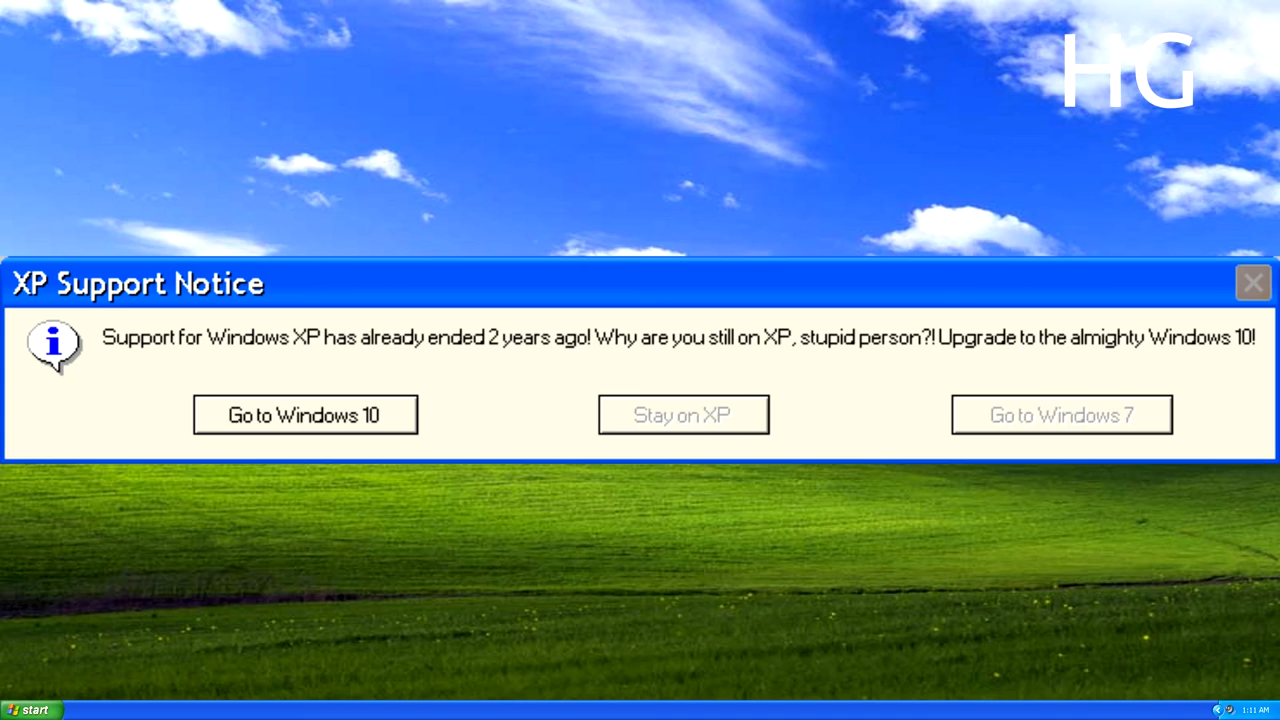 HG
XP Support Notice
Support for Windows XP has already ended 2 years ago! Why are you still on XP, stupid person?! Upgrade to the almighty Windows 10!
Go to Windows 10
Stay on XP
Go to Windows 7
start
1:11 AM